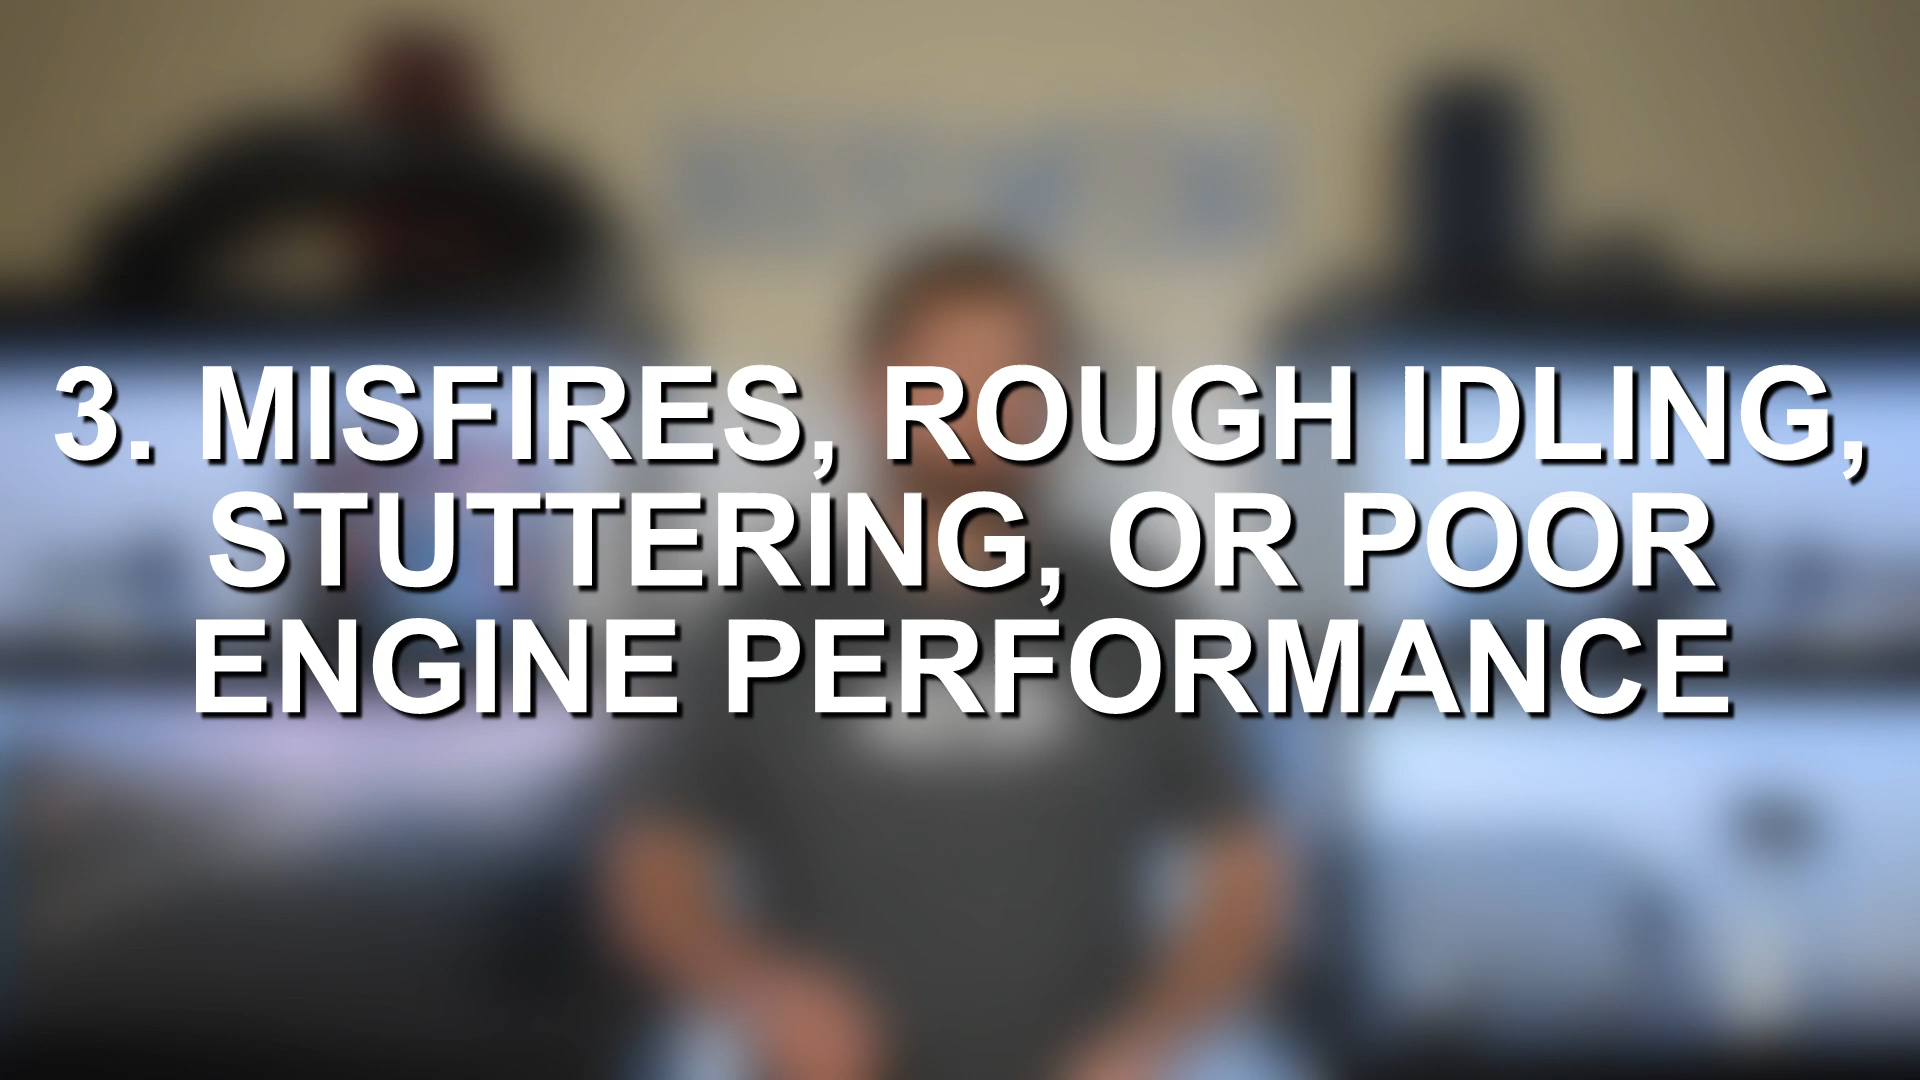 3. MISFIRES, ROUGH IDLING,
STUTTERING, OR POOR
ENGINE PERFORMANCE